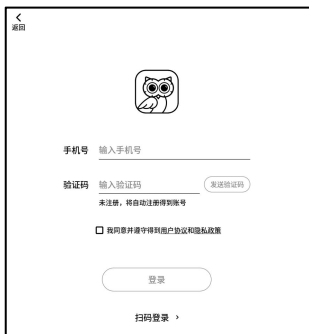 返回
手机号 输入手机号
验证码 输入验证码 发送验证码
未注册，将自动注册得到账号
我同意并遵守得到用户协议和隐私政策
登录
扫码登录 ›